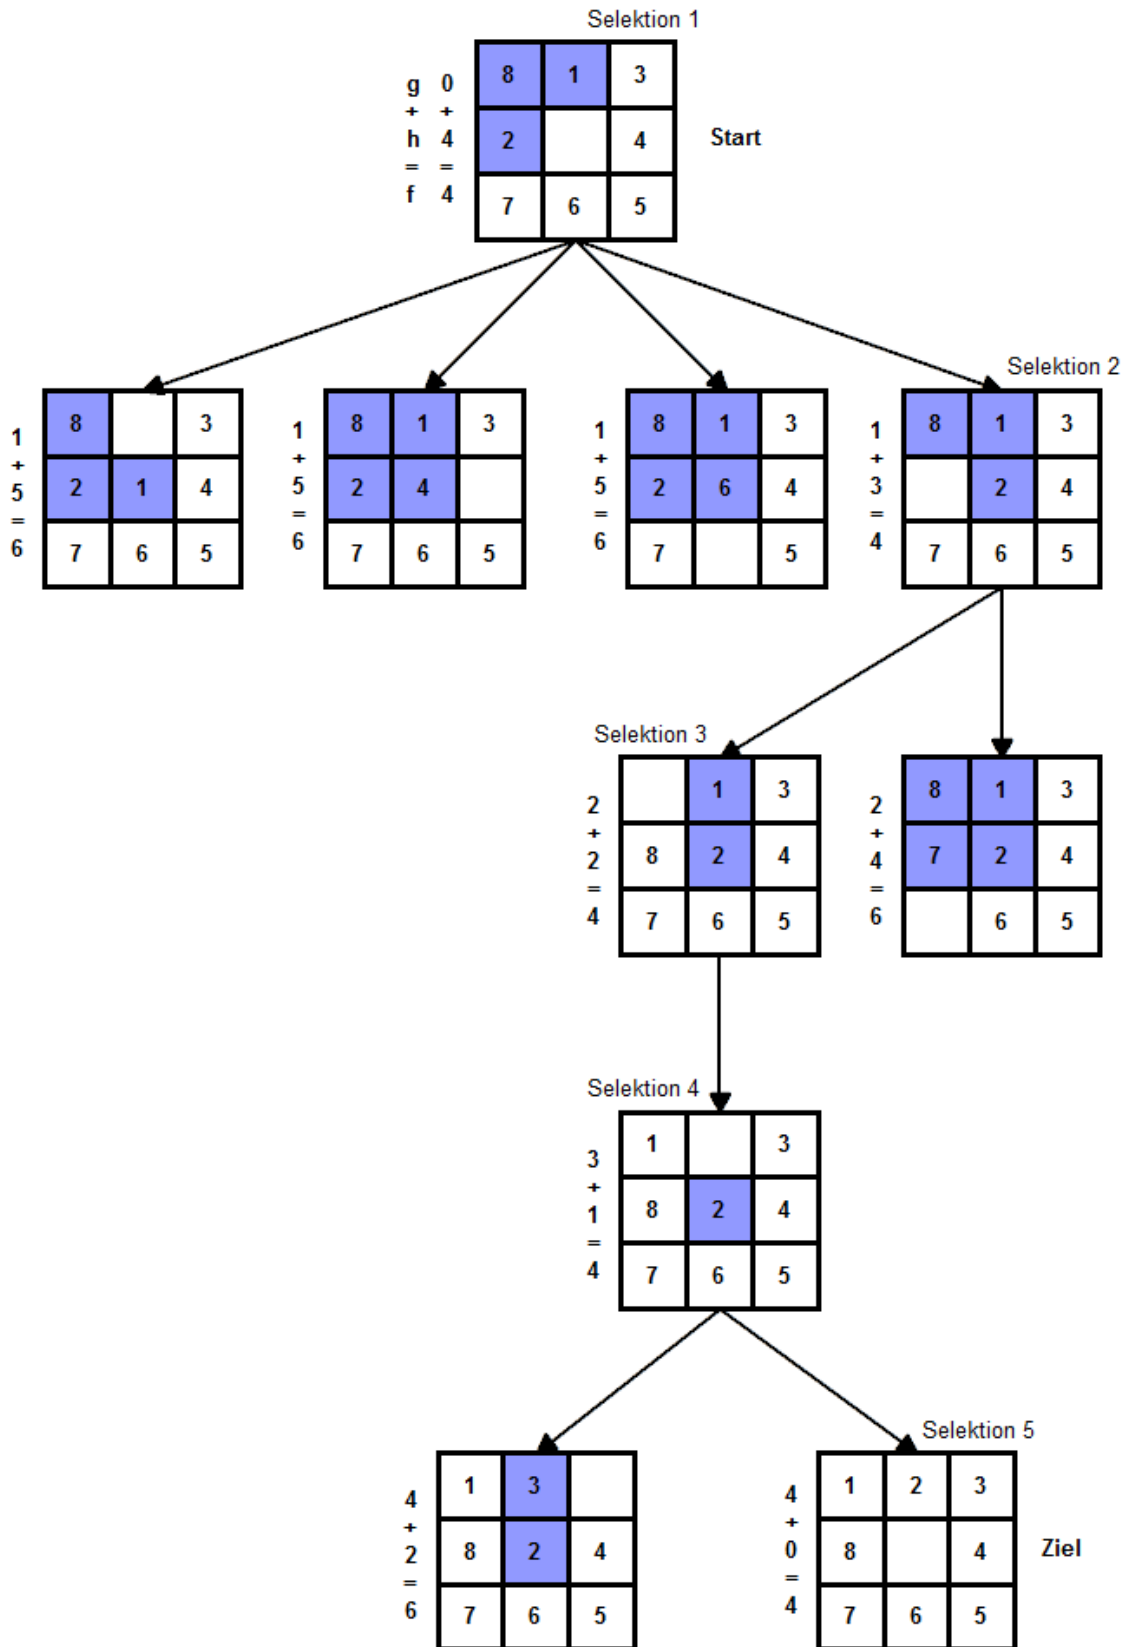 Selektion 1
g + h = f
0 + 4 = 4
8 1 3
2 4
7 6 5
Start
1 + 5 = 6
8 3
2 1 4
7 6 5
1 + 5 = 6
8 1 3
2 4
7 6 5
1 + 5 = 6
8 1 3
2 6 4
7 5
Selektion 2
1 + 3 = 4
8 1 3
2 4
7 6 5
Selektion 3
2 + 2 = 4
1 3
8 2 4
7 6 5
2 + 4 = 6
8 1 3
7 2 4
6 5
Selektion 4
3 + 1 = 4
1 3
8 2 4
7 6 5
4 + 2 = 6
1 3
8 2 4
7 6 5
Selektion 5
4 + 0 = 4
1 2 3
8 4
7 6 5
Ziel